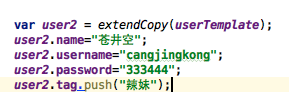 var user2 = extendCopy(userTemplate);
user2.name="苍井空";
user2.username="cangjingkong";
user2.password="333444";
user2.tag.push("辣妹");